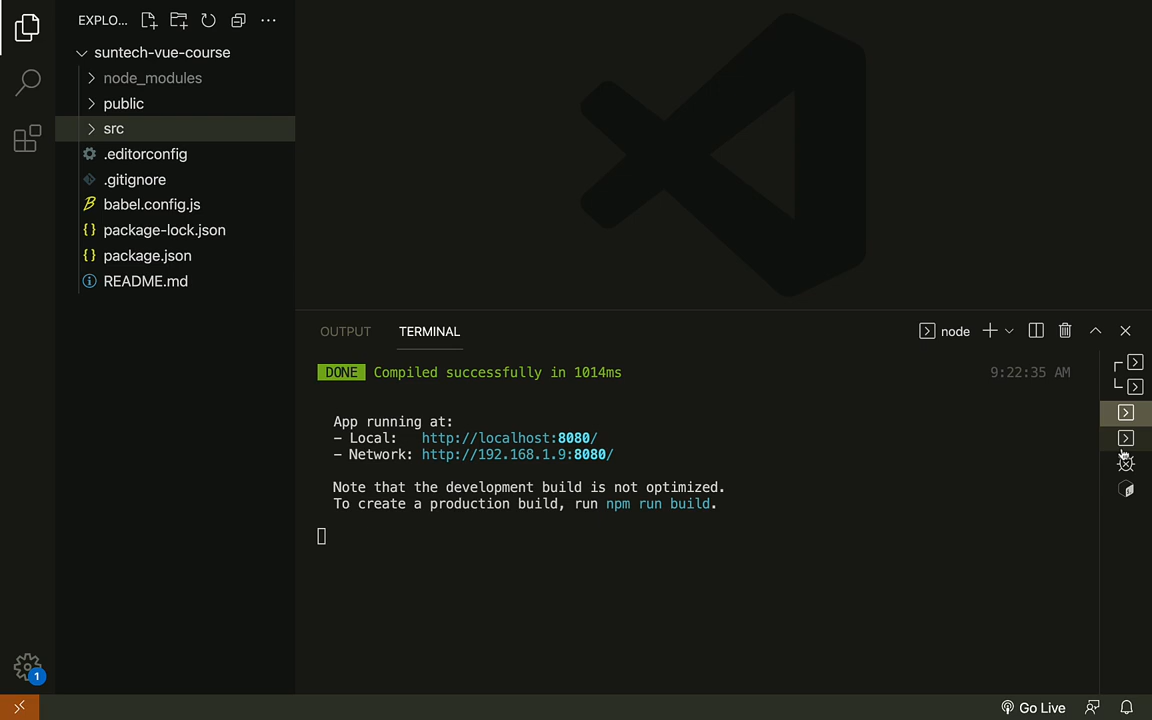 EXPLO...
suntech-vue-course
node_modules
public
src
.editorconfig
.gitignore
babel.config.js
package-lock.json
package.json
README.md
OUTPUT TERMINAL node
DONE Compiled successfully in 1014ms 9:22:35 AM
App running at:
- Local: http://localhost:8080/
- Network: http://192.168.1.9:8080/
Note that the development build is not optimized.
To create a production build, run npm run build.
1
Go Live